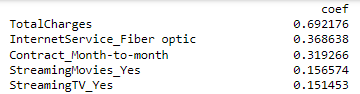 coef
TotalCharges 0.692176
InternetService_Fiber optic 0.368638
Contract_Month-to-month 0.319266
StreamingMovies_Yes 0.156574
StreamingTV_Yes 0.151453